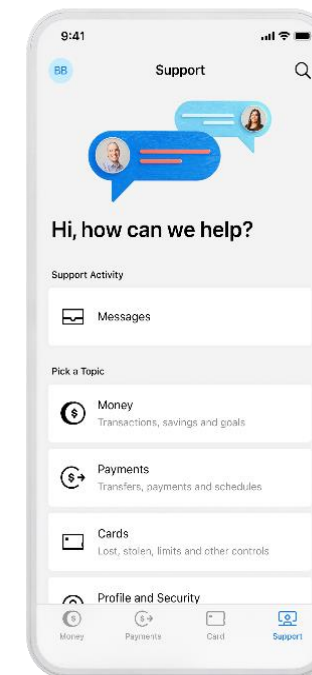 9:41
BB
Support
Hi, how can we help?
Support Activity
Messages
Pick a Topic
Money
Transactions, savings and goals
Payments
Transfers, payments and schedules
Cards
Lost, stolen, limits and other controls
Profile and Security
Money
Payments
Card
Support